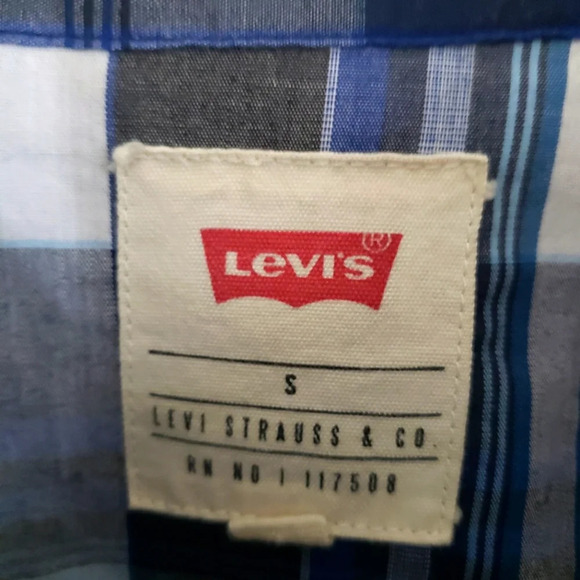 Levi's ®
S
LEVI STRAUSS & CO.
RN NO | 117508